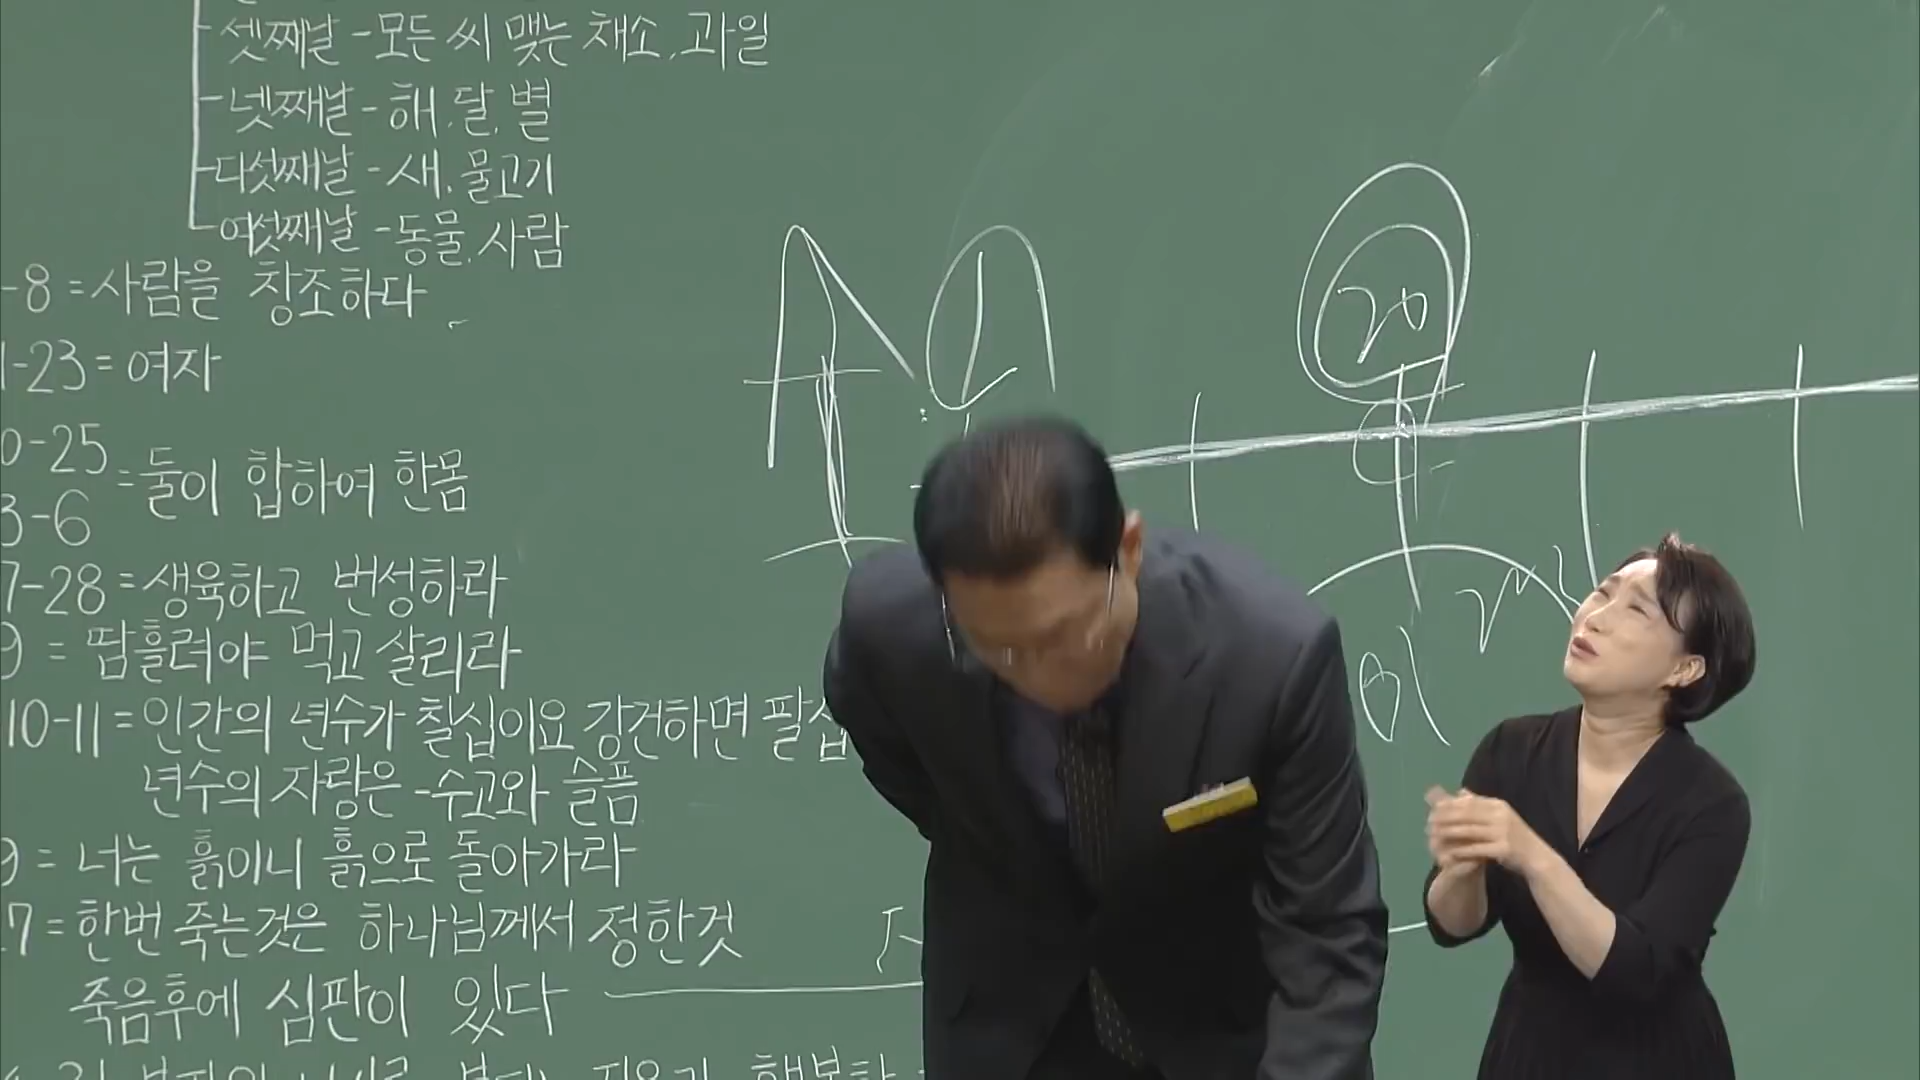 셋째날 - 모든 씨 맺는 채소, 과일
넷째날 - 해, 달, 별
다섯째날 - 새, 물고기
여섯째날 - 동물, 사람
-8 = 사람을 창조하다
1-23 = 여자
0-25
3-6
= 둘이 합하여 한몸
7-28 = 생육하고 번성하라
9 = 땀흘려야 먹고 살리라
10-11 = 인간의 년수가 칠십이요 강건하면 팔십
년수의 자랑은 - 수고와 슬픔
9 = 너는 흙이니 흙으로 돌아가라
7 = 한번 죽는것은 하나님께서 정한것
죽음후에 심판이 있다
20